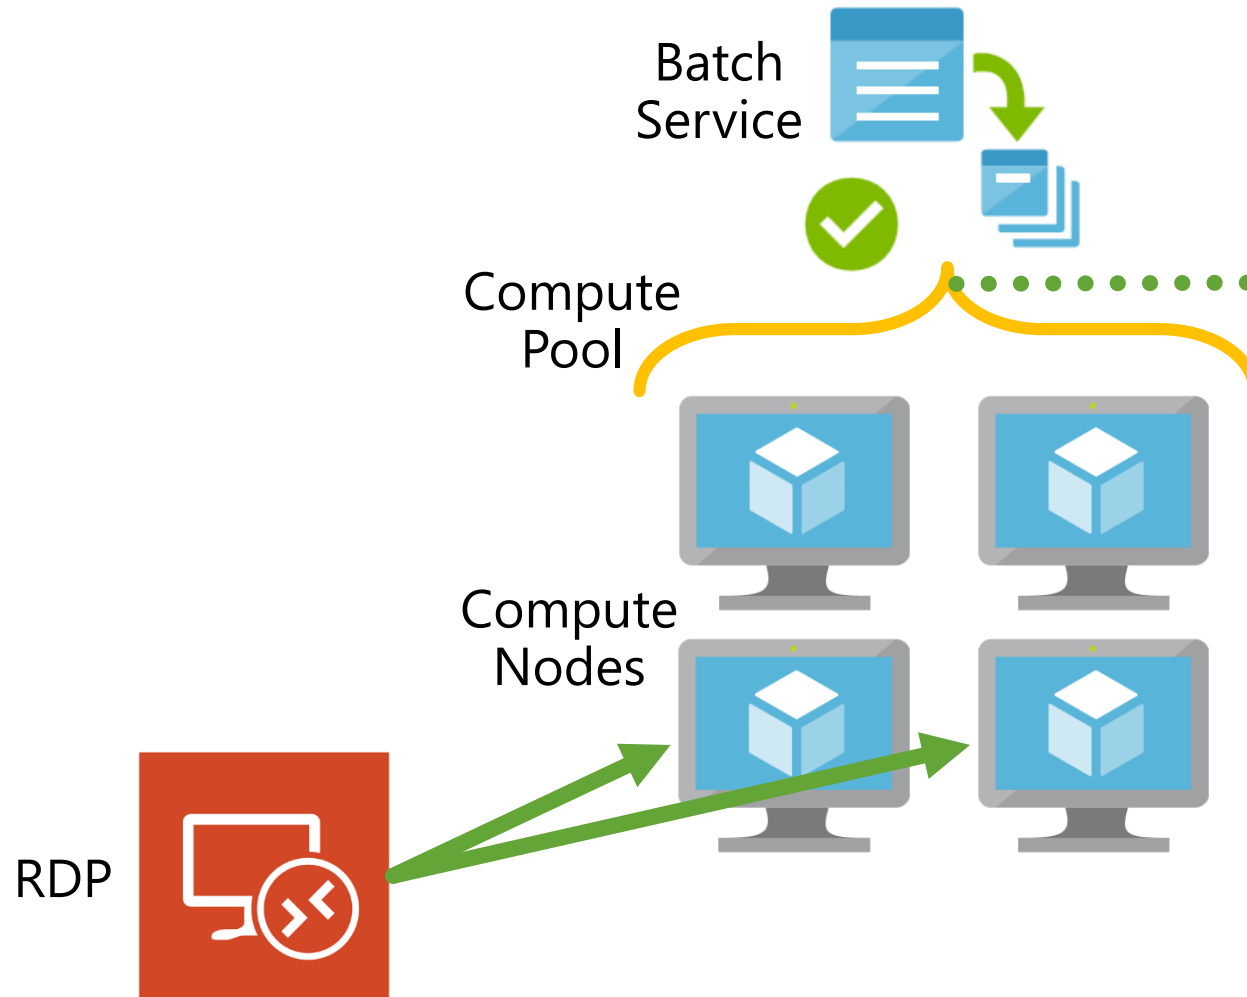 Batch
Service
Compute
Pool
Compute
Nodes
RDP